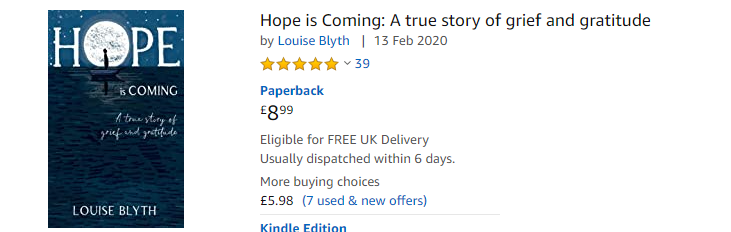 HOPE
is COMING
A true story of
grief and gratitude
LOUISE BLYTH
Hope is Coming: A true story of grief and gratitude
by Louise Blyth | 13 Feb 2020
39
Paperback
£8.99
Eligible for FREE UK Delivery
Usually dispatched within 6 days.
More buying choices
£5.98 (7 used & new offers)
Kindle Edition